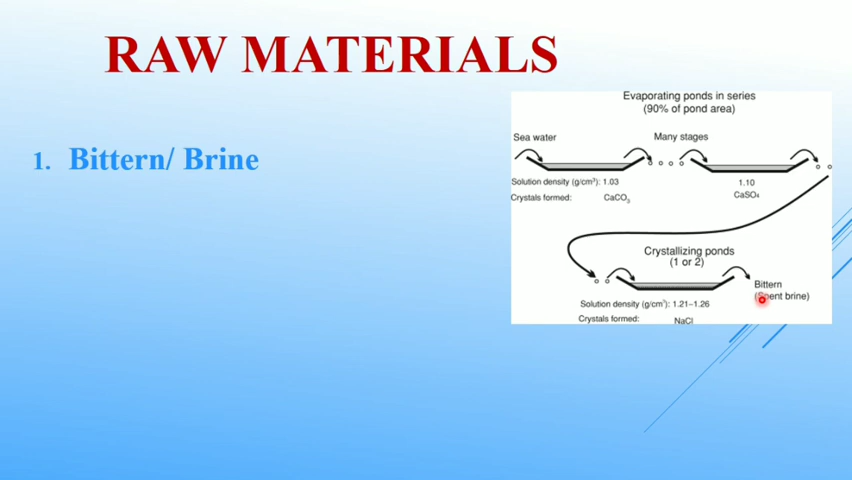 RAW MATERIALS
1. Bittern/ Brine
Evaporating ponds in series
(90% of pond area)
Sea water
Many stages
Solution density (g/cm³): 1.03
1.10
Crystals formed: CaCO₃
CaSO₄
Crystallizing ponds
(1 or 2)
Bittern
(Spent brine)
Solution density (g/cm³): 1.21–1.26
Crystals formed: NaCl